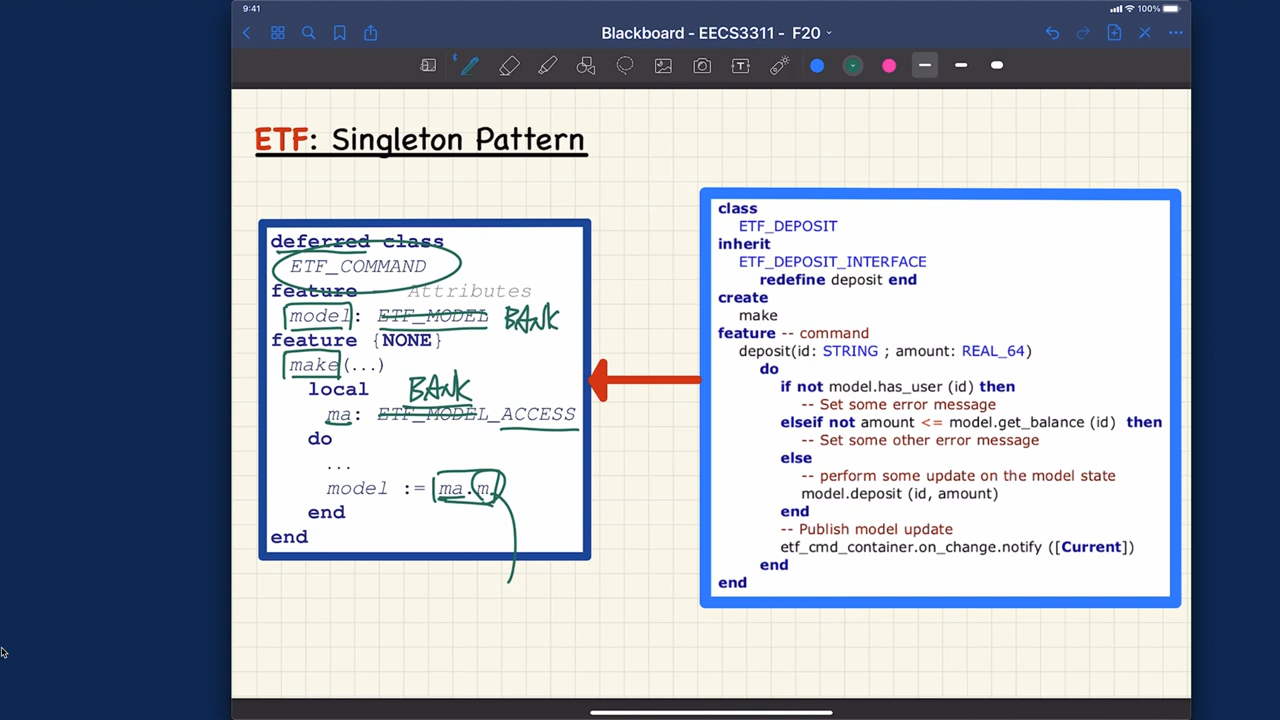 9:41
100%
Blackboard - EECS3311 - F20
ETF: Singleton Pattern
deferred class
ETF_COMMAND
feature Attributes
model: ETF_MODEL BANK
feature {NONE}
make(...)
local
BANK
ma: ETF_MODEL_ACCESS
do
...
model := ma.m
end
end
class
ETF_DEPOSIT
inherit
ETF_DEPOSIT_INTERFACE
redefine deposit end
create
make
feature -- command
deposit(id: STRING ; amount: REAL_64)
do
if not model.has_user (id) then
-- Set some error message
elseif not amount <= model.get_balance (id) then
-- Set some other error message
else
-- perform some update on the model state
model.deposit (id, amount)
end
-- Publish model update
etf_cmd_container.on_change.notify ([Current])
end
end